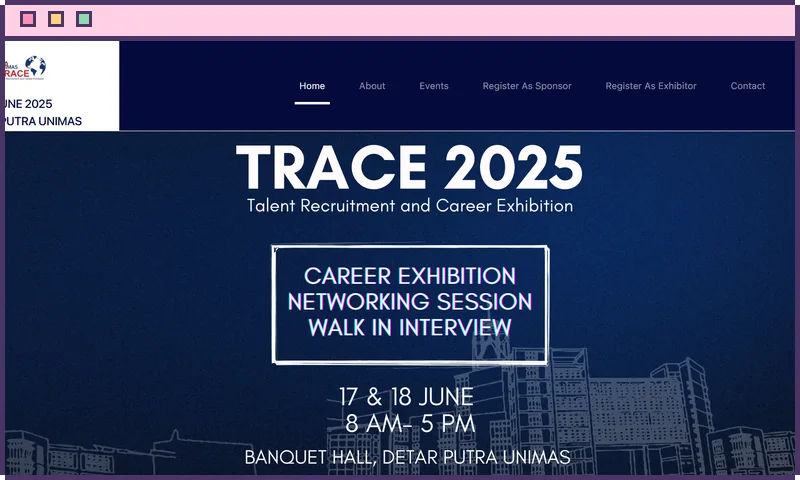 MAS
RACE
JNE 2025
PUTRA UNIMAS
Home About Events Register As Sponsor Register As Exhibitor Contact
TRACE 2025
Talent Recruitment and Career Exhibition
CAREER EXHIBITION
NETWORKING SESSION
WALK IN INTERVIEW
17 & 18 JUNE
8 AM- 5 PM
BANQUET HALL, DETAR PUTRA UNIMAS